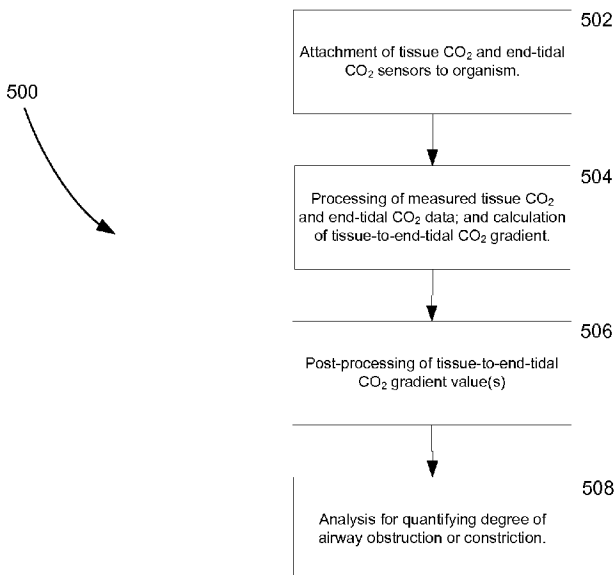 502
Attachment of tissue CO₂ and end-tidal
CO₂ sensors to organism.
500
504
Processing of measured tissue CO₂
and end-tidal CO₂ data; and calculation
of tissue-to-end-tidal CO₂ gradient.
506
Post-processing of tissue-to-end-tidal
CO₂ gradient value(s)
508
Analysis for quantifying degree of
airway obstruction or constriction.